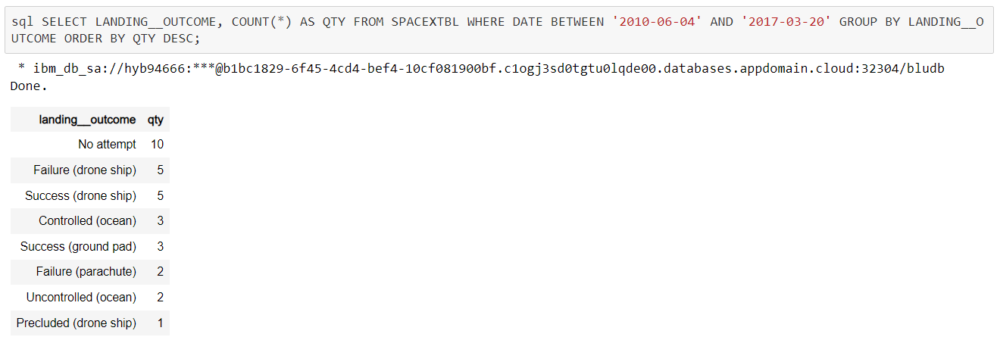 sql SELECT LANDING__OUTCOME, COUNT(*) AS QTY FROM SPACEXTBL WHERE DATE BETWEEN '2010-06-04' AND '2017-03-20' GROUP BY LANDING__O
UTCOME ORDER BY QTY DESC;
* ibm_db_sa://hyb94666:***@b1bc1829-6f45-4cd4-bef4-10cf081900bf.c1ogj3sd0tgtu0lqde00.databases.appdomain.cloud:32304/bludb
Done.
landing__outcome qty
No attempt 10
Failure (drone ship) 5
Success (drone ship) 5
Controlled (ocean) 3
Success (ground pad) 3
Failure (parachute) 2
Uncontrolled (ocean) 2
Precluded (drone ship) 1